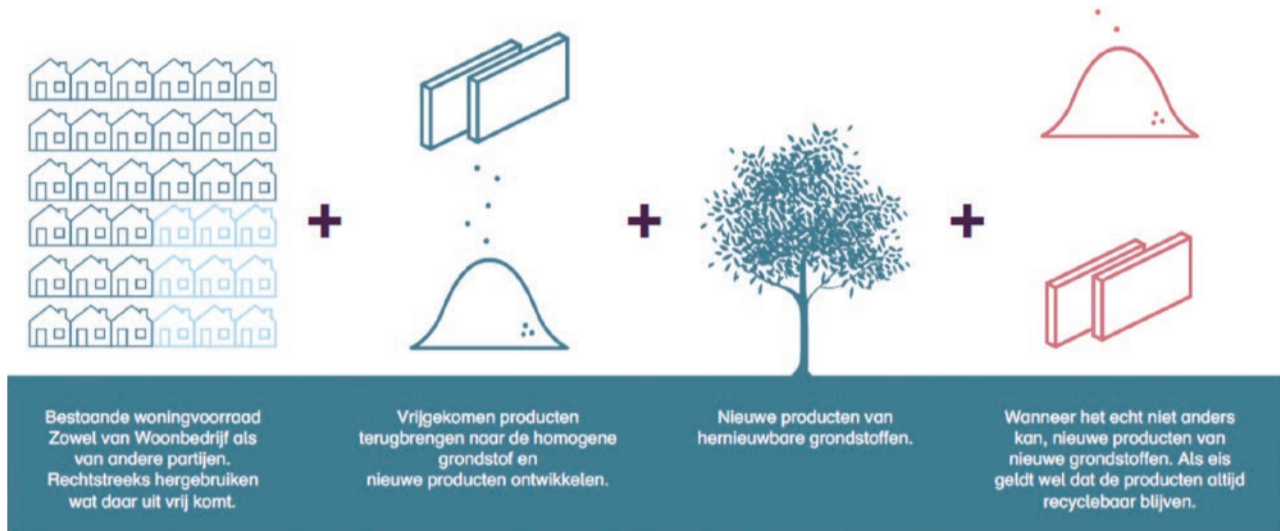 Bestaande woningvoorraad
Zowel van Woonbedrijf als
van andere partijen.
Rechtstreeks hergebruiken
wat daar uit vrij komt.
Vrijgekomen producten
terugbrengen naar de homogene
grondstof en
nieuwe producten ontwikkelen.
Nieuwe producten van
hernieuwbare grondstoffen.
Wanneer het echt niet anders
kan, nieuwe producten van
nieuwe grondstoffen. Als eis
geldt wel dat de producten altijd
recyclebaar blijven.